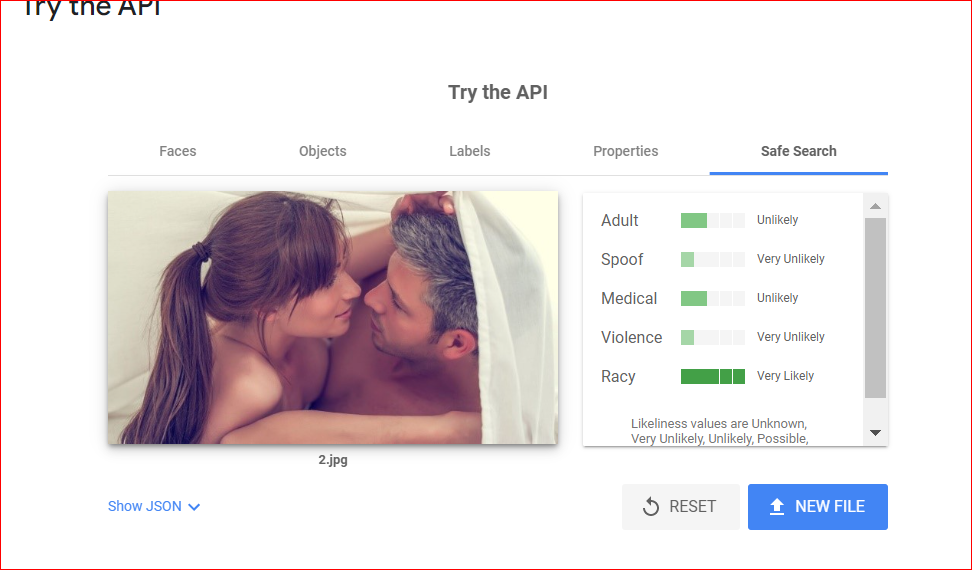 Try the API
Try the API
Faces Objects Labels Properties Safe Search
Adult Unlikely
Spoof Very Unlikely
Medical Unlikely
Violence Very Unlikely
Racy Very Likely
Likeliness values are Unknown,
Very Unlikely, Unlikely, Possible,
2.jpg
Show JSON RESET NEW FILE